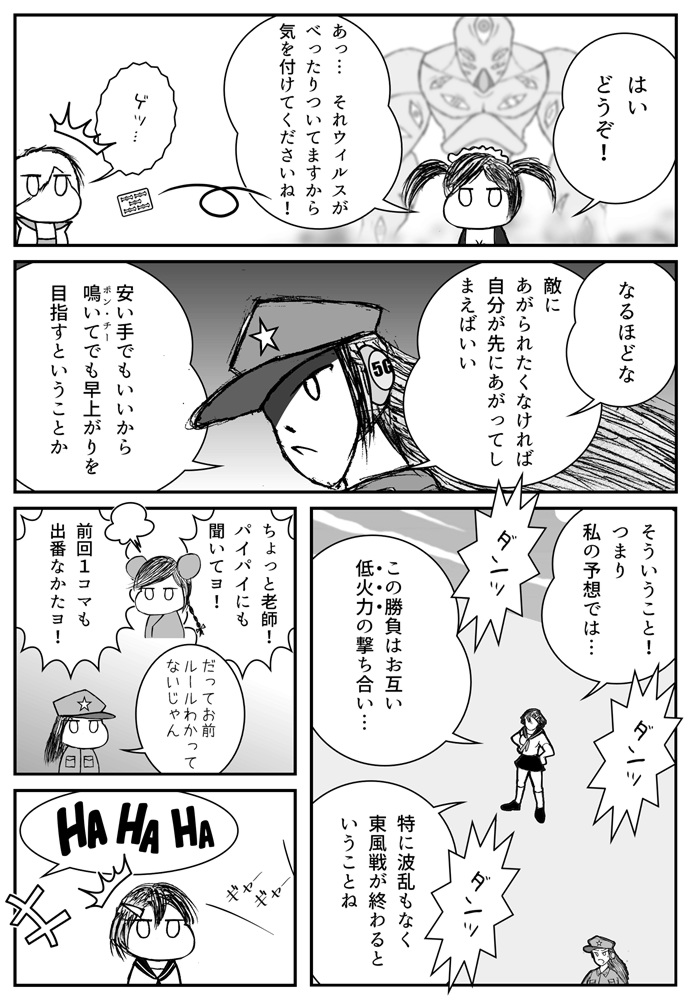 はい
どうぞ！
あっ… それウィルスが
べったりついてますから
気を付けてくださいね！
ゲッ…
なるほどな
敵に
あがられたくなければ
自分が先にあがってし
まえばいい
5G
安い手でもいいから
鳴いてでも早上がりを
ポン・チー
目指すということか
そういうこと！
つまり
私の予想では…
ダンッ
ダンッ
この勝負はお互い
低火力の撃ち合い…
ダンッ
特に波乱もなく
東風戦が終わると
いうことね
ちょっと老師！
パイパイにも
聞いてヨ！
前回１コマも
出番なかたヨ！
だってお前
ルールわかって
ないじゃん
HA HA HA
ギャー
ギャー